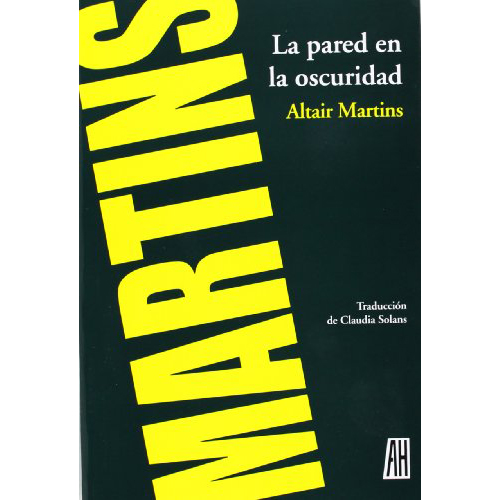 La pared en
la oscuridad
Altair Martins
MARTINS
Traducción
de Claudia Solans
AH